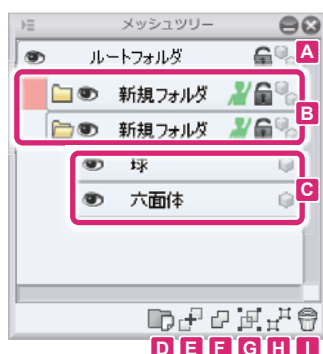 メッシュツリー
ルートフォルダ A
新規フォルダ
B
新規フォルダ
球
C
六面体
D E F G H I